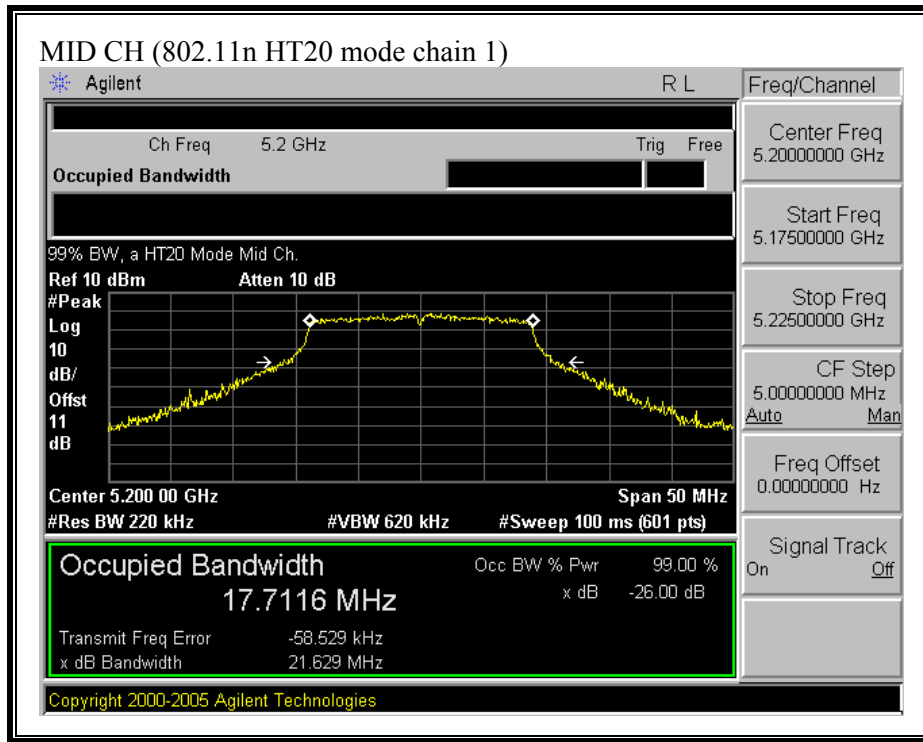 MID CH (802.11n HT20 mode chain 1)
Agilent R L
Freq/Channel
Ch Freq 5.2 GHz Trig Free
Occupied Bandwidth
Center Freq
5.20000000 GHz
Start Freq
5.17500000 GHz
Stop Freq
5.22500000 GHz
CF Step
5.00000000 MHz
Auto Man
Freq Offset
0.00000000 Hz
Signal Track
On Off
99% BW, a HT20 Mode Mid Ch.
Ref 10 dBm Atten 10 dB
#Peak
Log
10
dB/
Offst
11
dB
Center 5.200 00 GHz Span 50 MHz
#Res BW 220 kHz #VBW 620 kHz #Sweep 100 ms (601 pts)
Occupied Bandwidth Occ BW % Pwr 99.00 %
17.7116 MHz x dB -26.00 dB
Transmit Freq Error -58.529 kHz
x dB Bandwidth 21.629 MHz
Copyright 2000-2005 Agilent Technologies